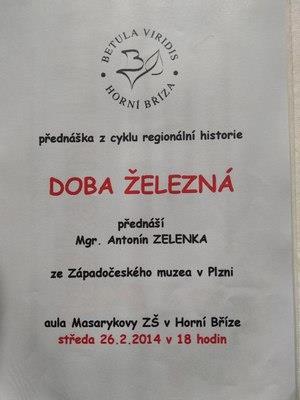 BETULA VIRIDIS
HORNÍ BŘÍZA
přednáška z cyklu regionální historie
DOBA ŽELEZNÁ
přednáší
Mgr. Antonín ZELENKA
ze Západočeského muzea v Plzni
aula Masarykovy ZŠ v Horní Bříze
středa 26.2.2014 v 18 hodin